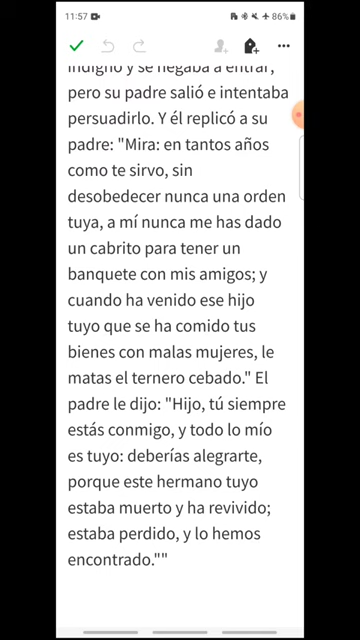 11:57
86%
indigno y se negaba a entrar,
pero su padre salió e intentaba
persuadirlo. Y él replicó a su
padre: "Mira: en tantos años
como te sirvo, sin
desobedecer nunca una orden
tuya, a mí nunca me has dado
un cabrito para tener un
banquete con mis amigos; y
cuando ha venido ese hijo
tuyo que se ha comido tus
bienes con malas mujeres, le
matas el ternero cebado." El
padre le dijo: "Hijo, tú siempre
estás conmigo, y todo lo mío
es tuyo: deberías alegrarte,
porque este hermano tuyo
estaba muerto y ha revivido;
estaba perdido, y lo hemos
encontrado.""